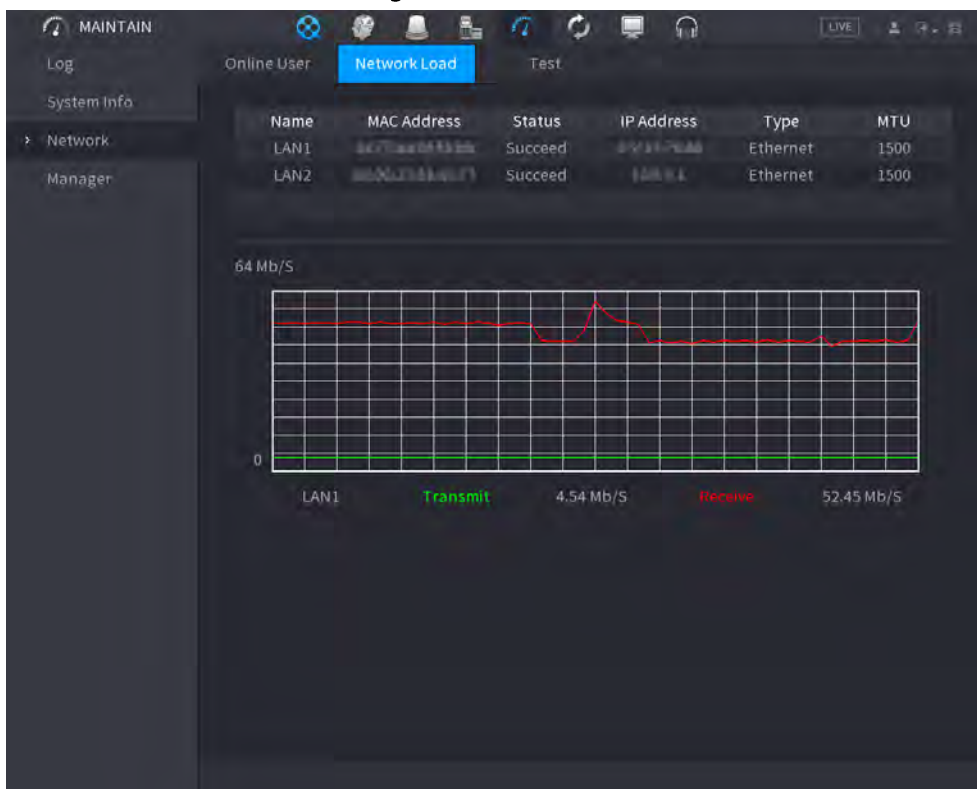 MAINTAIN LIVE
Log
System Info
Network
Manager
Online User Network Load Test
Name MAC Address Status IP Address Type MTU
LAN1 Succeed Ethernet 1500
LAN2 Succeed Ethernet 1500
64 Mb/S
0
LAN1 Transmit 4.54 Mb/S Receive 52.45 Mb/S